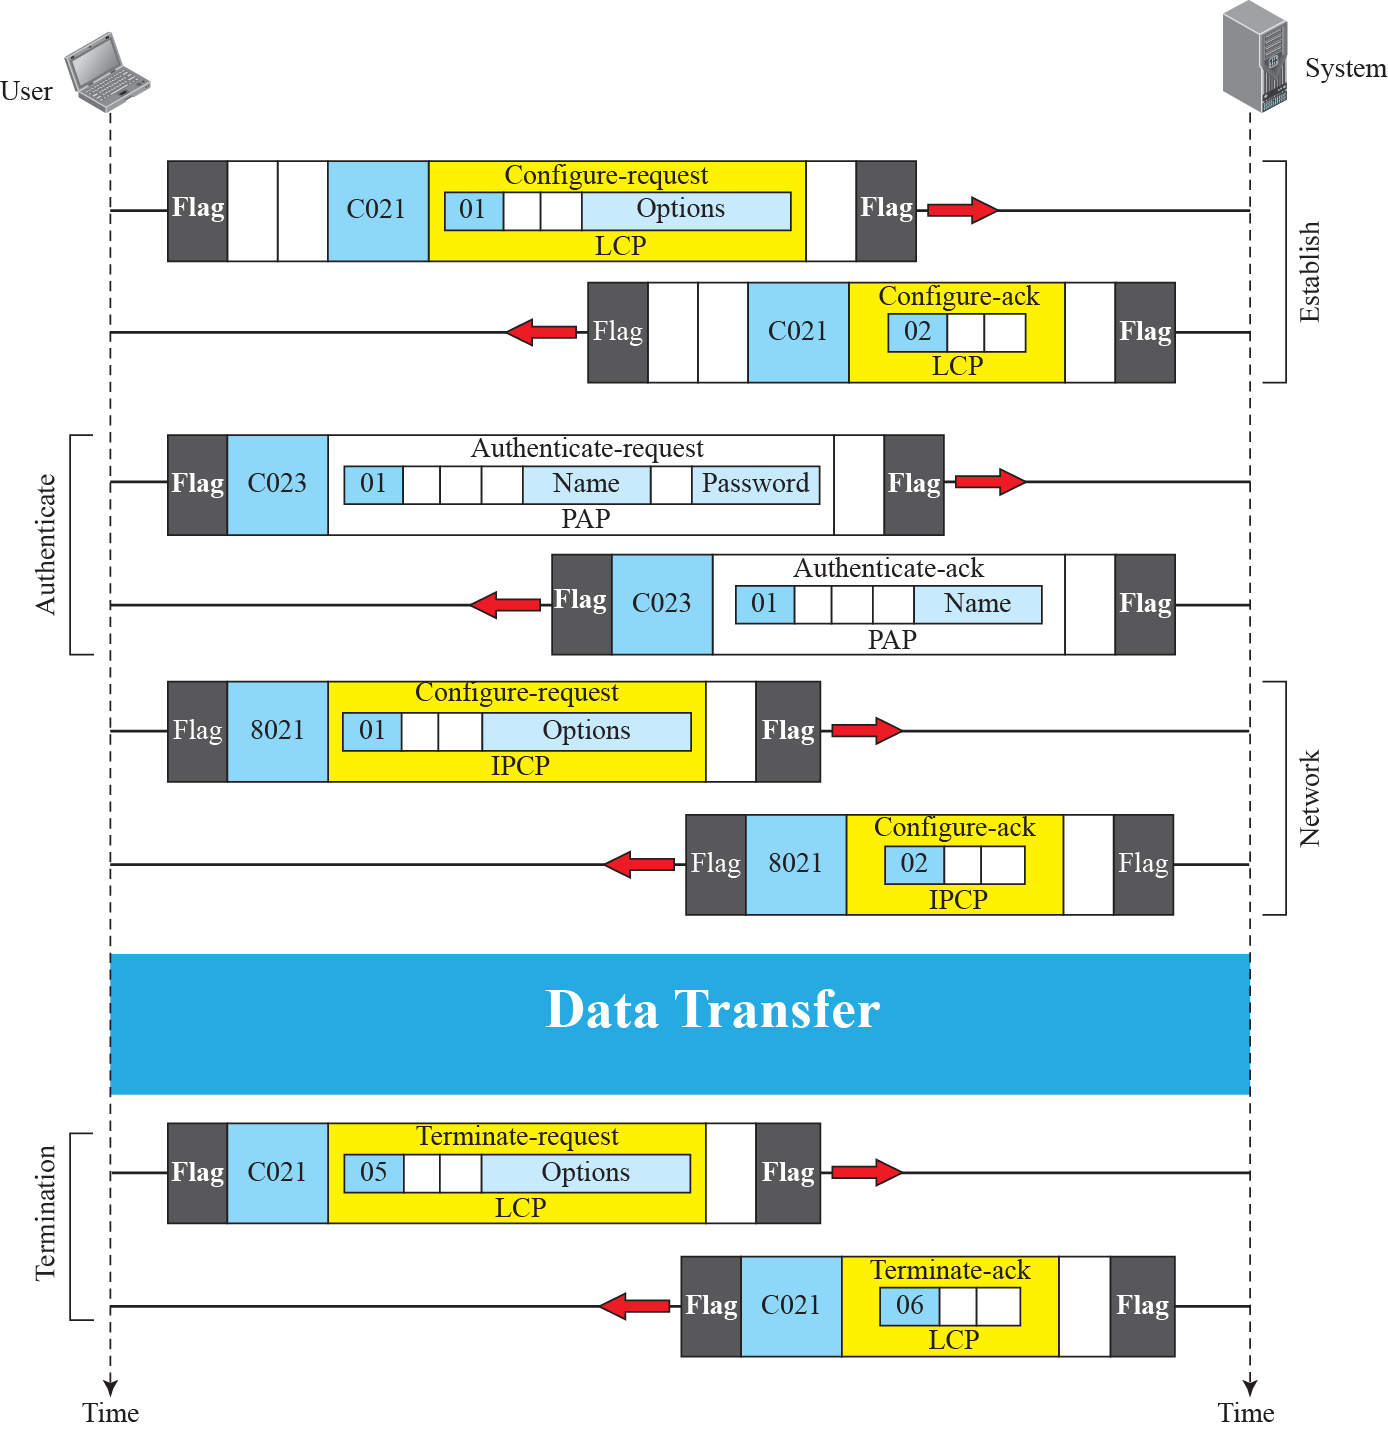 User
System
Configure-request
Flag C021 01 Options Flag
LCP
Establish
Configure-ack
Flag C021 02 Flag
LCP
Authenticate
Authenticate-request
Flag C023 01 Name Password Flag
PAP
Authenticate-ack
Flag C023 01 Name Flag
PAP
Network
Configure-request
Flag 8021 01 Options Flag
IPCP
Configure-ack
Flag 8021 02 Flag
IPCP
Data Transfer
Termination
Terminate-request
Flag C021 05 Options Flag
LCP
Terminate-ack
Flag C021 06 Flag
LCP
Time
Time